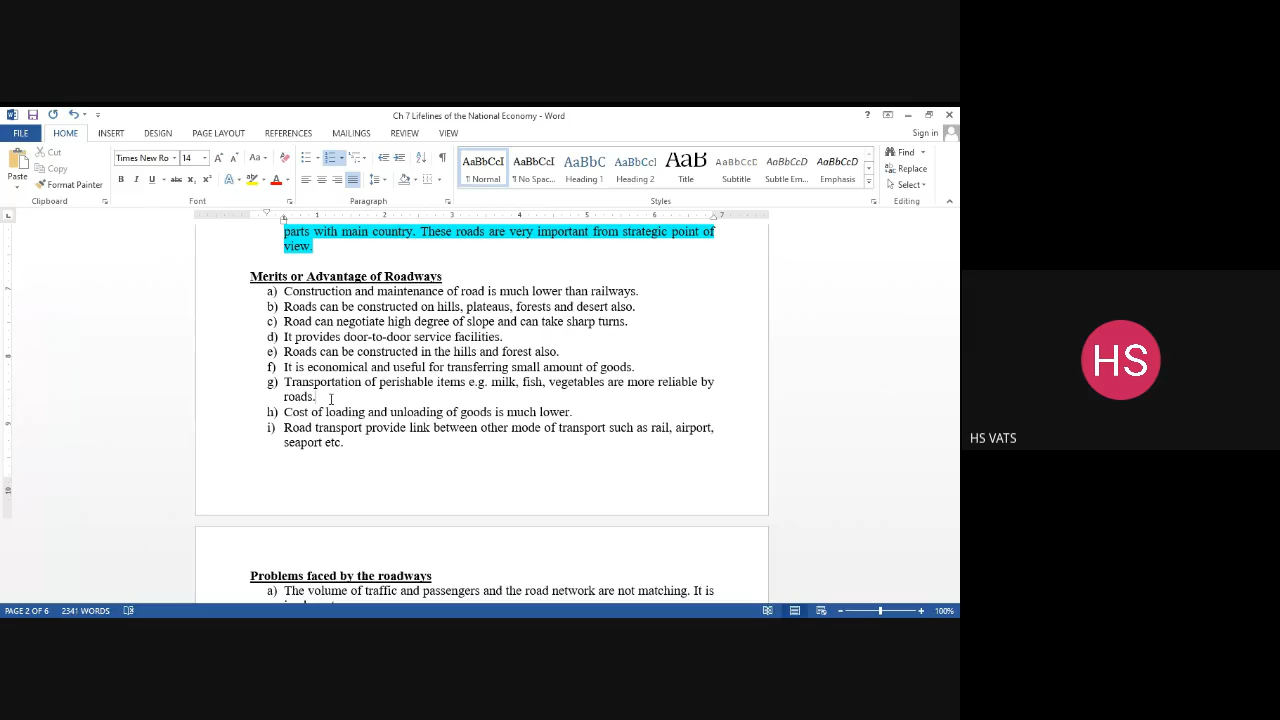 Ch 7 Lifelines of the National Economy - Word
FILE HOME INSERT DESIGN PAGE LAYOUT REFERENCES MAILINGS REVIEW VIEW Sign in
Paste
Cut
Copy
Format Painter
Clipboard
Times New Ro 14
Font
Paragraph
AaBbCcI AaBbCcI AaBbC AaBbCcI AaB AaBbCcC AaBbCcI AaBbCcI
¶ Normal ¶ No Spac... Heading 1 Heading 2 Title Subtitle Subtle Em... Emphasis
Styles
Find
Replace
Select
Editing
1 2 3 4 5 6 7
parts with main country. These roads are very important from strategic point of
view.
Merits or Advantage of Roadways
a) Construction and maintenance of road is much lower than railways.
b) Roads can be constructed on hills, plateaus, forests and desert also.
c) Road can negotiate high degree of slope and can take sharp turns.
d) It provides door-to-door service facilities.
e) Roads can be constructed in the hills and forest also.
f) It is economical and useful for transferring small amount of goods.
g) Transportation of perishable items e.g. milk, fish, vegetables are more reliable by
roads.
h) Cost of loading and unloading of goods is much lower.
i) Road transport provide link between other mode of transport such as rail, airport,
seaport etc.
Problems faced by the roadways
a) The volume of traffic and passengers and the road network are not matching. It is
PAGE 2 OF 6 2341 WORDS 100%
HS
HS VATS